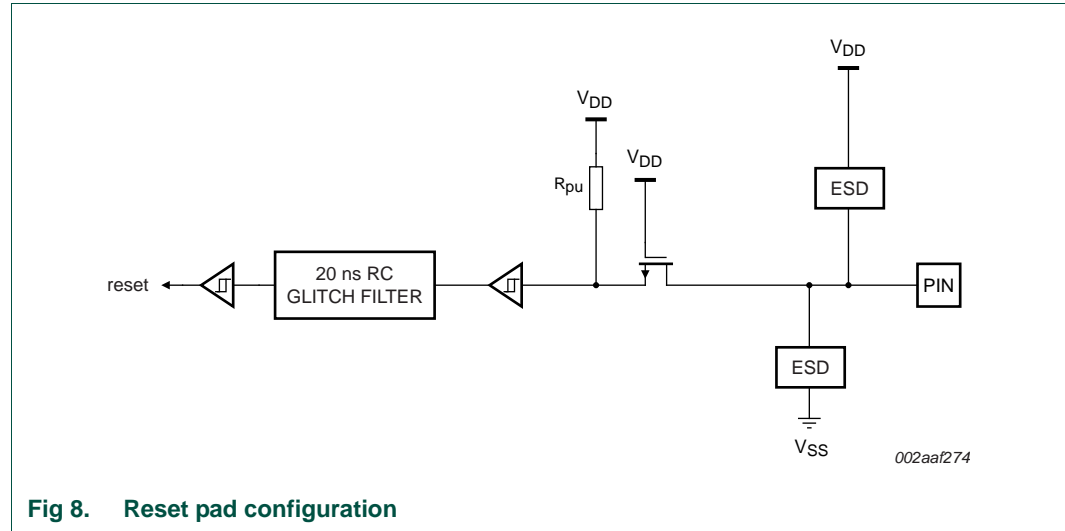 VDD
VDD
VDD
ESD
Rpu
reset
20 ns RC
GLITCH FILTER
PIN
ESD
VSS
002aaf274
Fig 8. Reset pad configuration